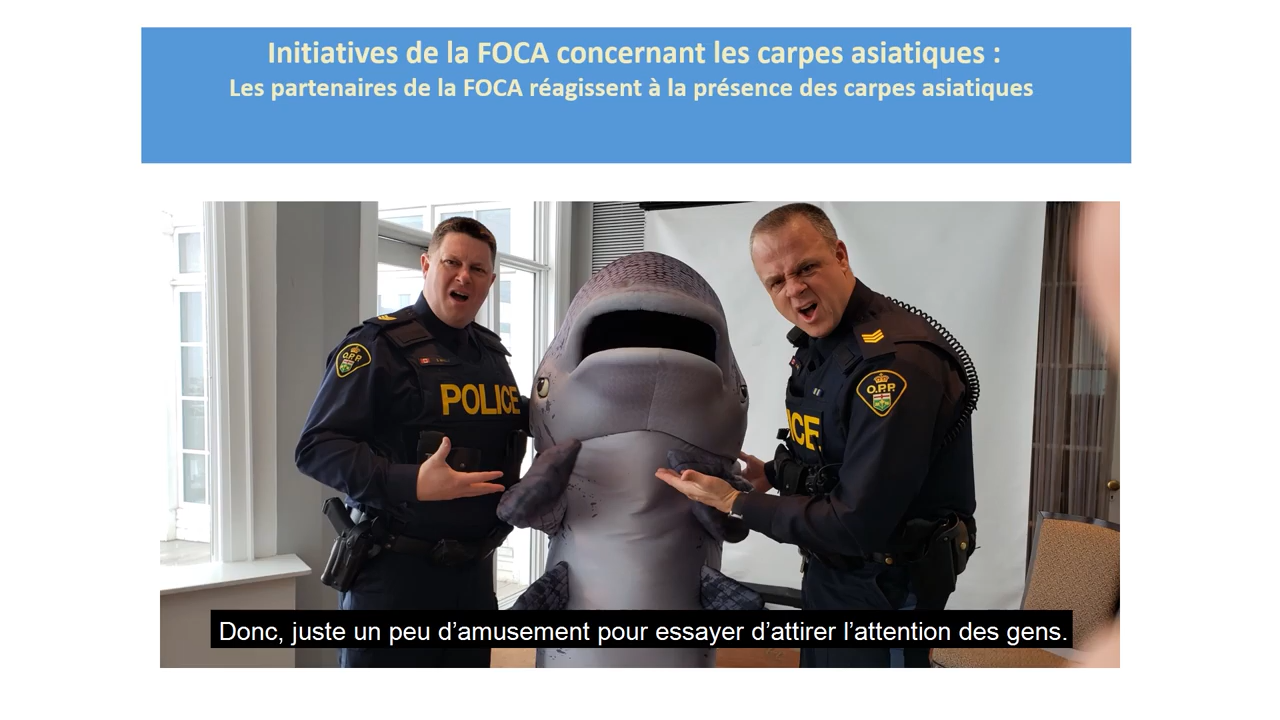 Initiatives de la FOCA concernant les carpes asiatiques :
Les partenaires de la FOCA réagissent à la présence des carpes asiatiques
O.P.P.
POLICE
O.P.P.
ICE
Donc, juste un peu d’amusement pour essayer d’attirer l’attention des gens.